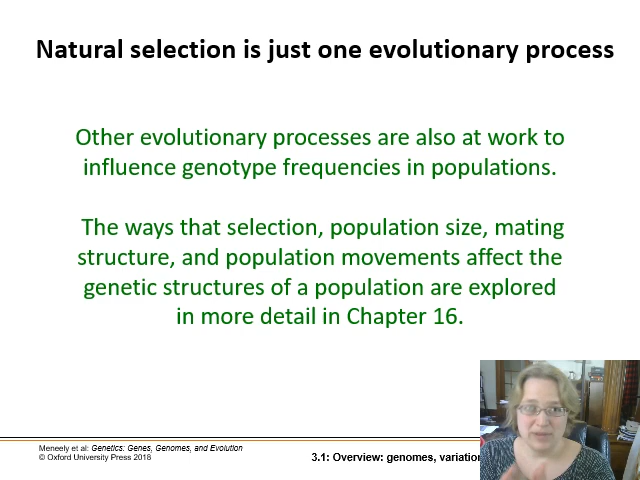 Natural selection is just one evolutionary process
Other evolutionary processes are also at work to
influence genotype frequencies in populations.
The ways that selection, population size, mating
structure, and population movements affect the
genetic structures of a population are explored
in more detail in Chapter 16.
Meneely et al: Genetics: Genes, Genomes, and Evolution
© Oxford University Press 2018
3.1: Overview: genomes, variation